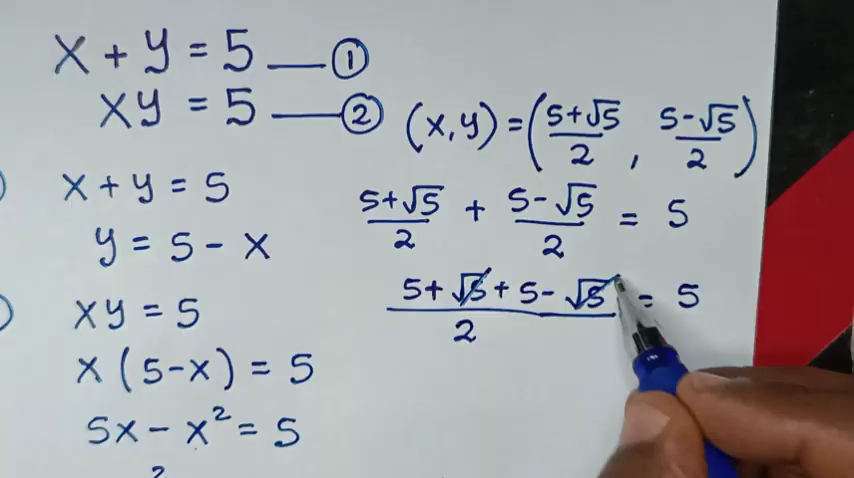 x + y = 5 —— ①
xy = 5 —— ②
x + y = 5
y = 5 - x
xy = 5
x (5-x) = 5
5x - x² = 5
(x,y) = (5+√5/2 , 5-√5/2)
5+√5/2 + 5-√5/2 = 5
5+√5+5-√5/2 = 5